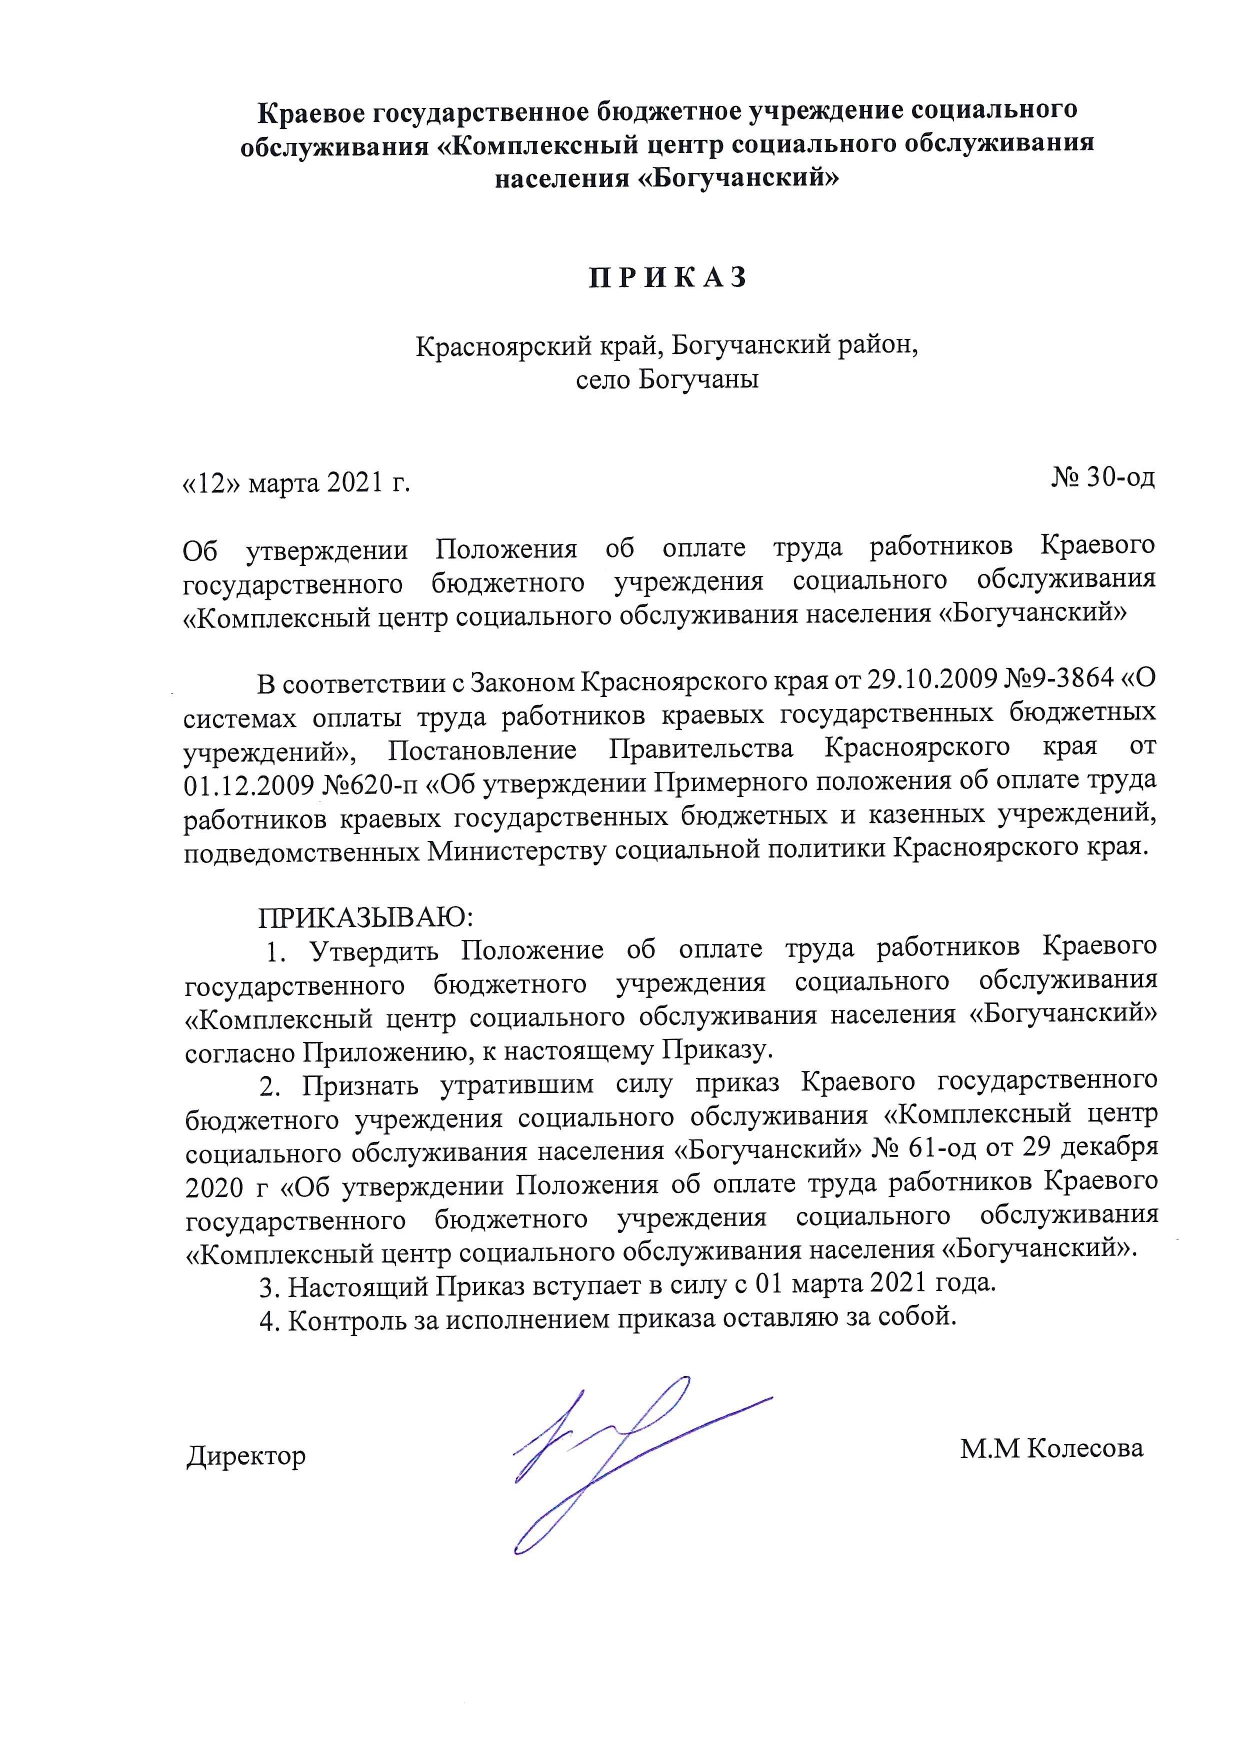 Краевое государственное бюджетное учреждение социального
обслуживания «Комплексный центр социального обслуживания
населения «Богучанский»
П Р И К А З
Красноярский край, Богучанский район,
село Богучаны
«12» марта 2021 г. № 30-од
Об утверждении Положения об оплате труда работников Краевого
государственного бюджетного учреждения социального обслуживания
«Комплексный центр социального обслуживания населения «Богучанский»
В соответствии с Законом Красноярского края от 29.10.2009 №9-3864 «О
системах оплаты труда работников краевых государственных бюджетных
учреждений», Постановление Правительства Красноярского края от
01.12.2009 №620-п «Об утверждении Примерного положения об оплате труда
работников краевых государственных бюджетных и казенных учреждений,
подведомственных Министерству социальной политики Красноярского края.
ПРИКАЗЫВАЮ:
1. Утвердить Положение об оплате труда работников Краевого
государственного бюджетного учреждения социального обслуживания
«Комплексный центр социального обслуживания населения «Богучанский»
согласно Приложению, к настоящему Приказу.
2. Признать утратившим силу приказ Краевого государственного
бюджетного учреждения социального обслуживания «Комплексный центр
социального обслуживания населения «Богучанский» № 61-од от 29 декабря
2020 г «Об утверждении Положения об оплате труда работников Краевого
государственного бюджетного учреждения социального обслуживания
«Комплексный центр социального обслуживания населения «Богучанский».
3. Настоящий Приказ вступает в силу с 01 марта 2021 года.
4. Контроль за исполнением приказа оставляю за собой.
Директор М.М Колесова